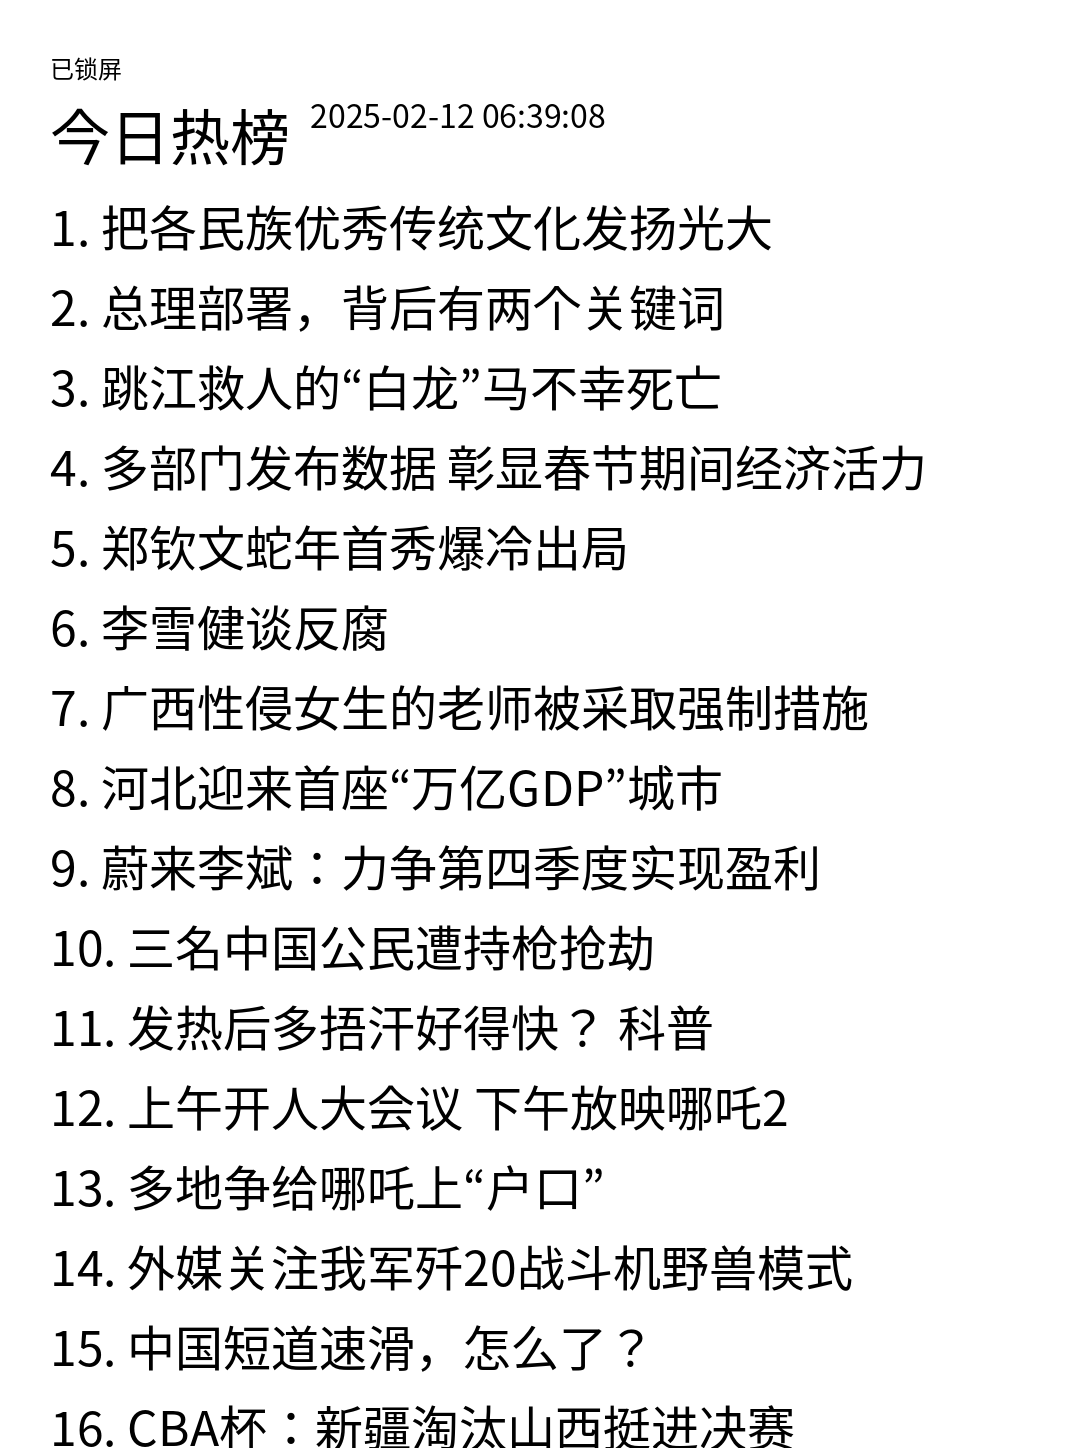 已锁屏
今日热榜 2025-02-12 06:39:08
1. 把各民族优秀传统文化发扬光大
2. 总理部署，背后有两个关键词
3. 跳江救人的“白龙”马不幸死亡
4. 多部门发布数据 彰显春节期间经济活力
5. 郑钦文蛇年首秀爆冷出局
6. 李雪健谈反腐
7. 广西性侵女生的老师被采取强制措施
8. 河北迎来首座“万亿GDP”城市
9. 蔚来李斌：力争第四季度实现盈利
10. 三名中国公民遭持枪抢劫
11. 发热后多捂汗好得快？ 科普
12. 上午开人大会议 下午放映哪吒2
13. 多地争给哪吒上“户口”
14. 外媒关注我军歼20战斗机野兽模式
15. 中国短道速滑，怎么了？
16. CBA杯：新疆淘汰山西挺进决赛